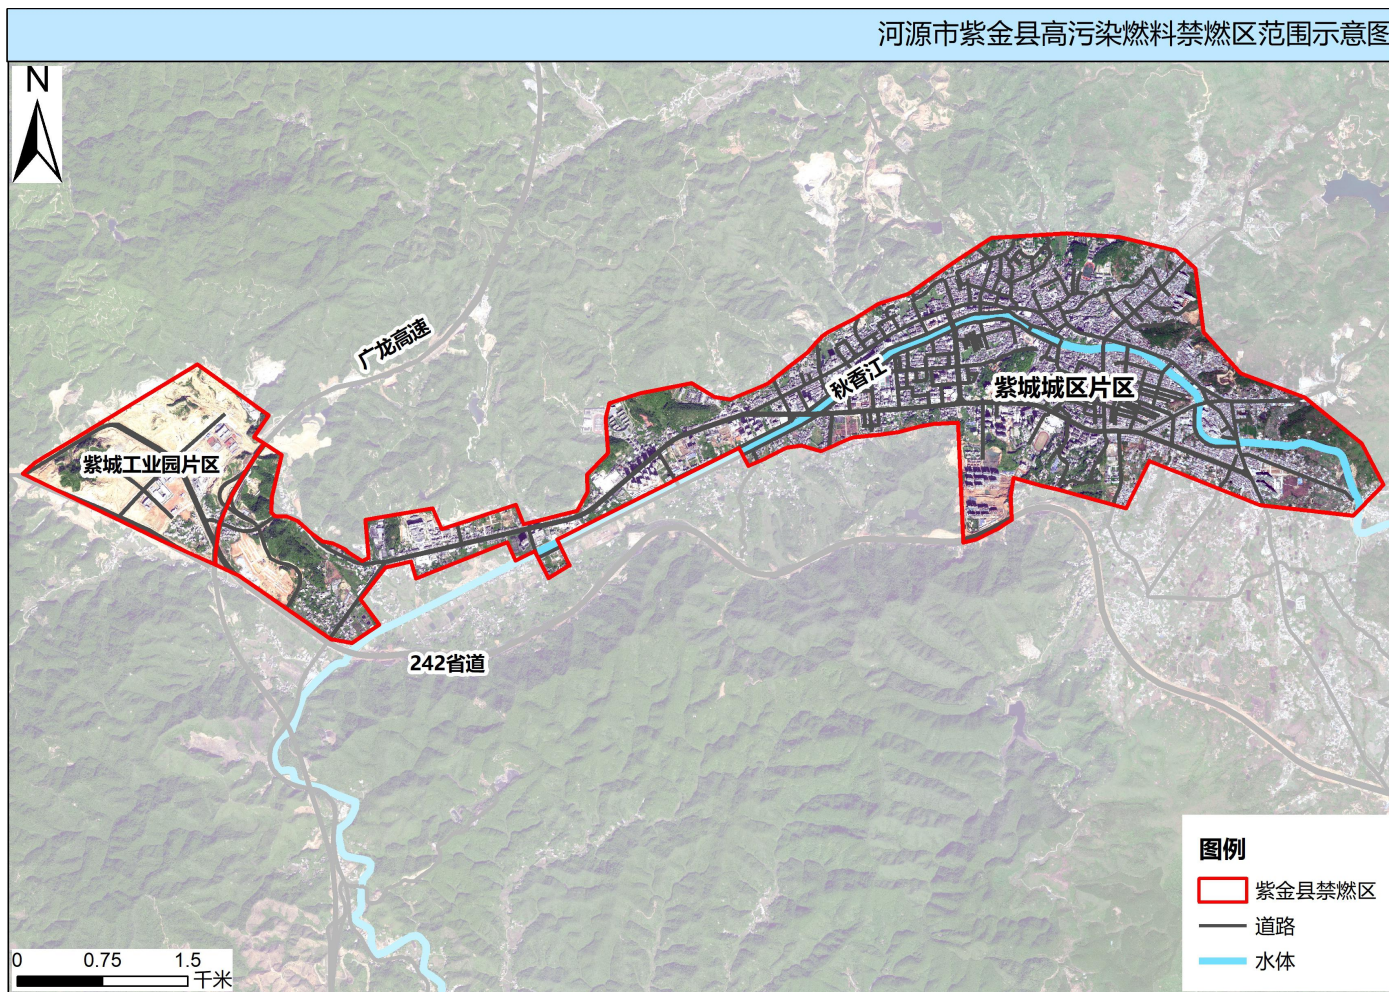 河源市紫金县高污染燃料禁燃区范围示意图
N
广龙高速
秋香江
紫城城区片区
紫城工业园片区
242省道
图例
紫金县禁燃区
道路
水体
0 0.75 1.5
千米